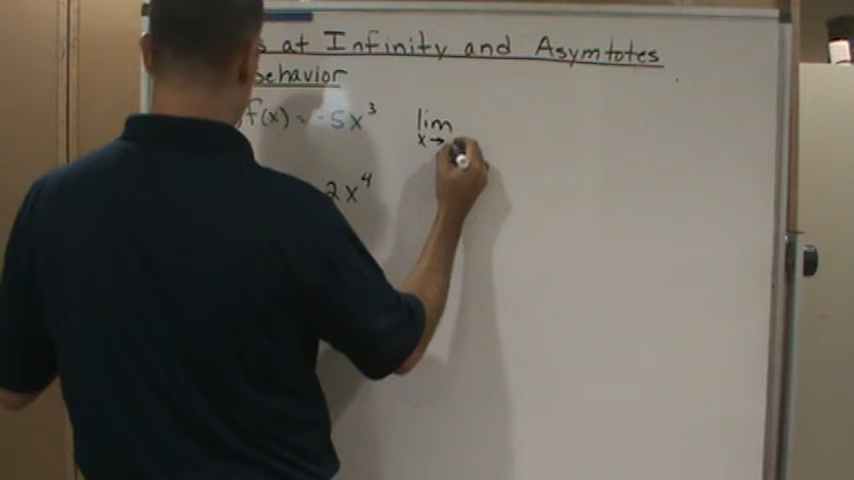 at Infinity and Asymtotes
Behavior
f(x) = -5x³ lim
x→
2x⁴